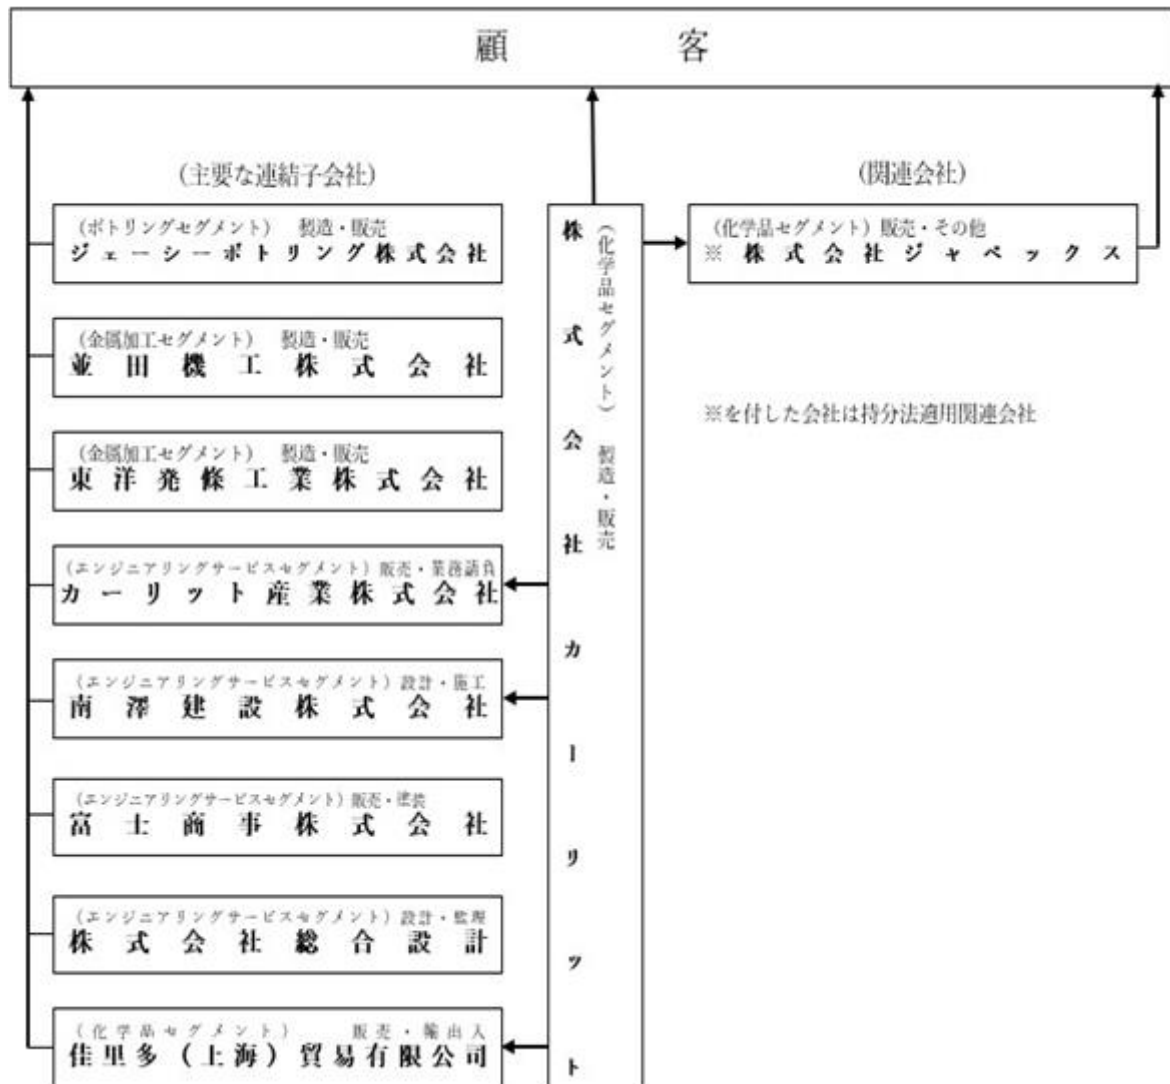 顧客
(主要な連結子会社)
(ボトリングセグメント) 製造・販売
ジェーシーボトリング株式会社
(金属加工セグメント) 製造・販売
並田機工株式会社
(金属加工セグメント) 製造・販売
東洋発條工業株式会社
(エンジニアリングサービスセグメント) 販売・業務請負
カーリット産業株式会社
(エンジニアリングサービスセグメント) 設計・施工
南澤建設株式会社
(エンジニアリングサービスセグメント) 販売・塗装
富士商事株式会社
(エンジニアリングサービスセグメント) 設計・監理
株式会社総合設計
(化学品セグメント) 販売・輸出入
佳里多(上海)貿易有限公司
(化学品セグメント) 製造・販売
株式会社カーリット
(関連会社)
(化学品セグメント) 販売・その他
※株式会社ジャペックス
※を付した会社は持分法適用関連会社